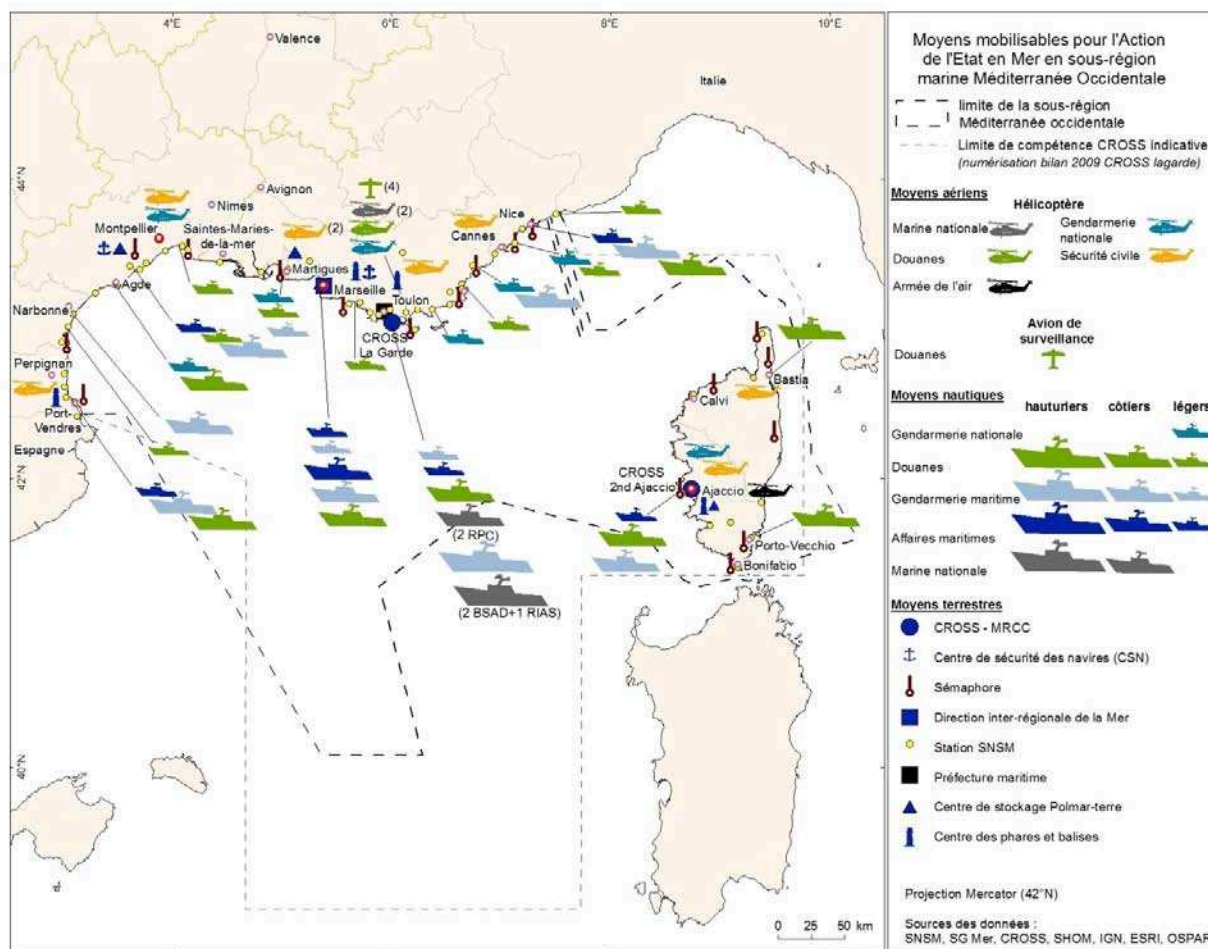 4°E
6°E
8°E
10°E
Valence
Italie
44°N
Avignon
Nimes
Montpellier
Saintes-Maries-
de-la-mer
(4)
(2)
(2)
Nice
Cannes
Martigues
Agde
Marseille
Toulon
Narbonne
CROSS
La Garde
Perpignan
Port-
Vendres
Espagne
Bastia
Calvi
42°N
CROSS
2nd Ajaccio
Ajaccio
(2 RPC)
Porto-Vecchio
Bonifacio
(2 BSAD+1 RIAS)
40°N
0 25 50 km
Moyens mobilisables pour l'Action
de l'Etat en Mer en sous-région
marine Méditerranée Occidentale
limite de la sous-région
Méditerranée occidentale
Limite de compétence CROSS indicative
(numérisation bilan 2009 CROSS lagarde)
Moyens aériens
Hélicoptère
Marine nationale
Gendarmerie
nationale
Douanes
Sécurité civile
Armée de l'air
Avion de
surveillance
Douanes
Moyens nautiques
hauturiers côtiers légers
Gendarmerie nationale
Douanes
Gendarmerie maritime
Affaires maritimes
Marine nationale
Moyens terrestres
CROSS - MRCC
Centre de sécurité des navires (CSN)
Sémaphore
Direction inter-régionale de la Mer
Station SNSM
Préfecture maritime
Centre de stockage Polmar-terre
Centre des phares et balises
Projection Mercator (42°N)
Sources des données :
SNSM, SG Mer, CROSS, SHOM, IGN, ESRI, OSPAR